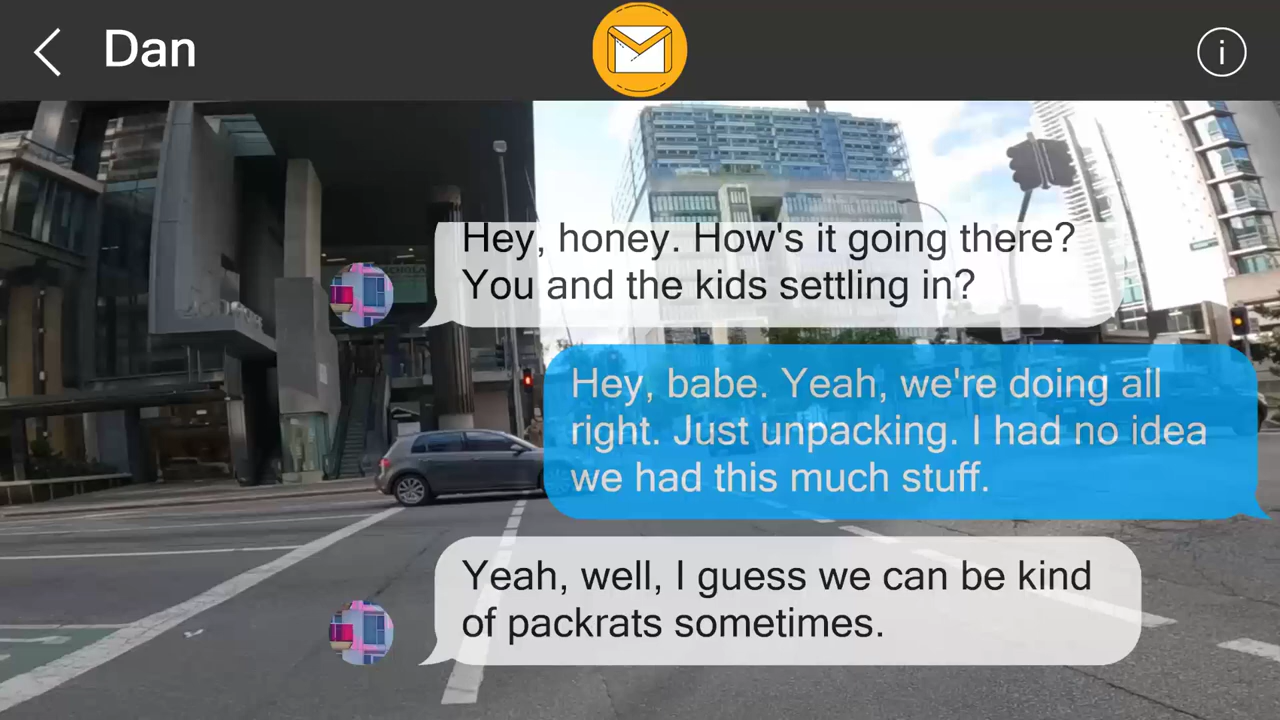 Dan
Hey, honey. How's it going there?
You and the kids settling in?
Hey, babe. Yeah, we're doing all
right. Just unpacking. I had no idea
we had this much stuff.
Yeah, well, I guess we can be kind
of packrats sometimes.